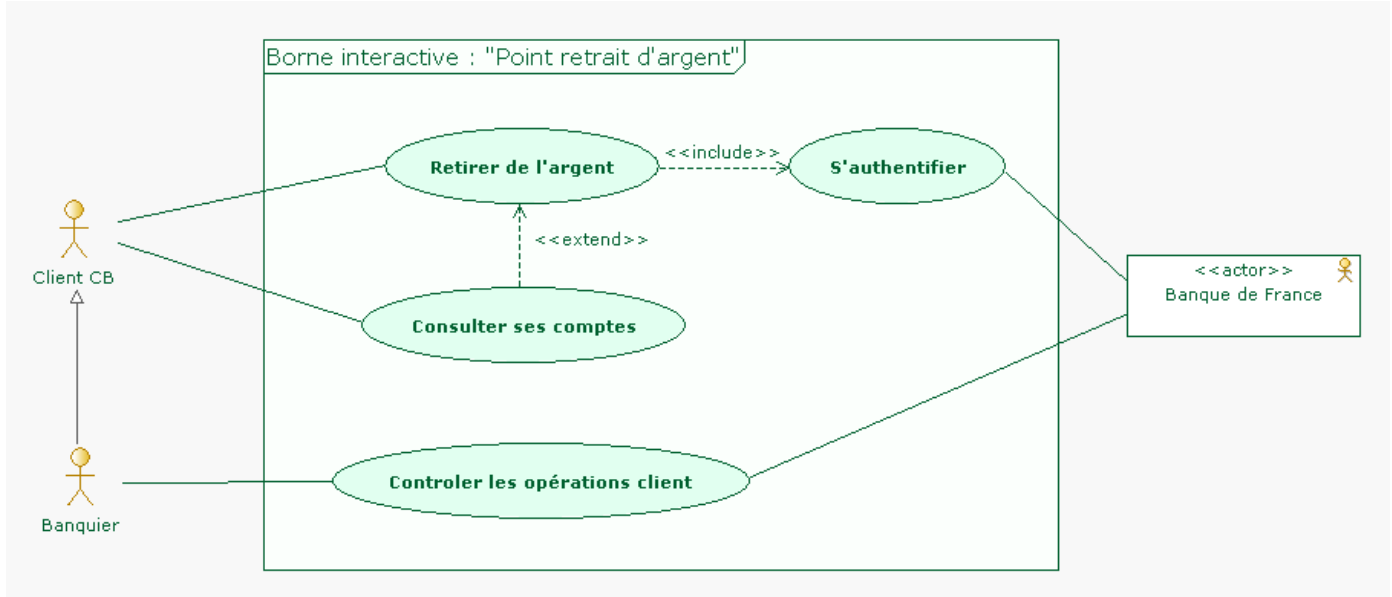 Borne interactive : "Point retrait d'argent"
<<include>>
Retirer de l'argent
S'authentifier
<<extend>>
Client CB
<<actor>>
Banque de France
Consulter ses comptes
Controler les opérations client
Banquier